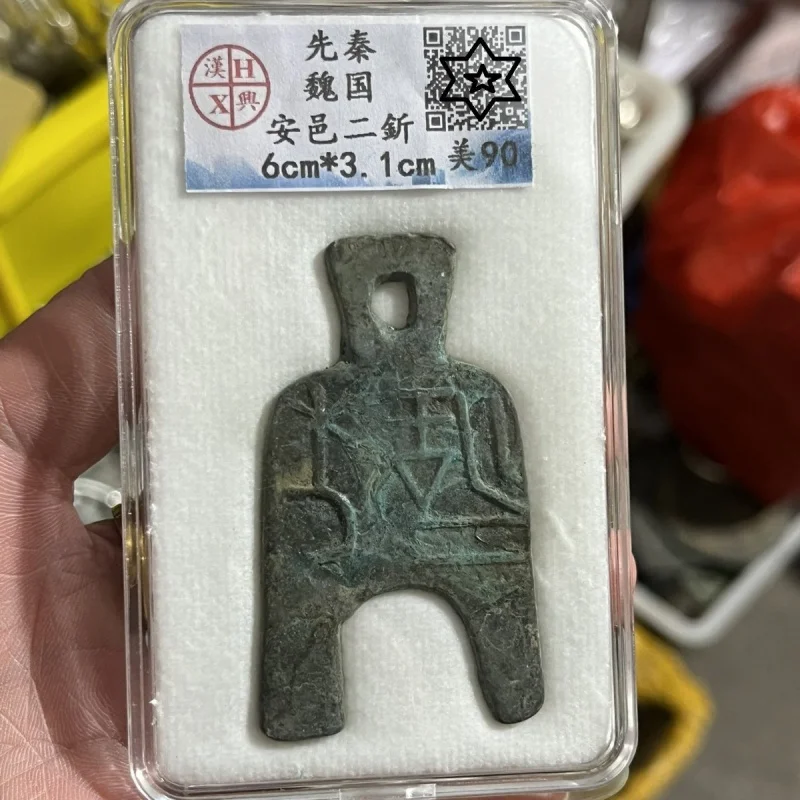 漢 H
X 興
先秦
魏国
安邑二釿
6cm*3.1cm 美90